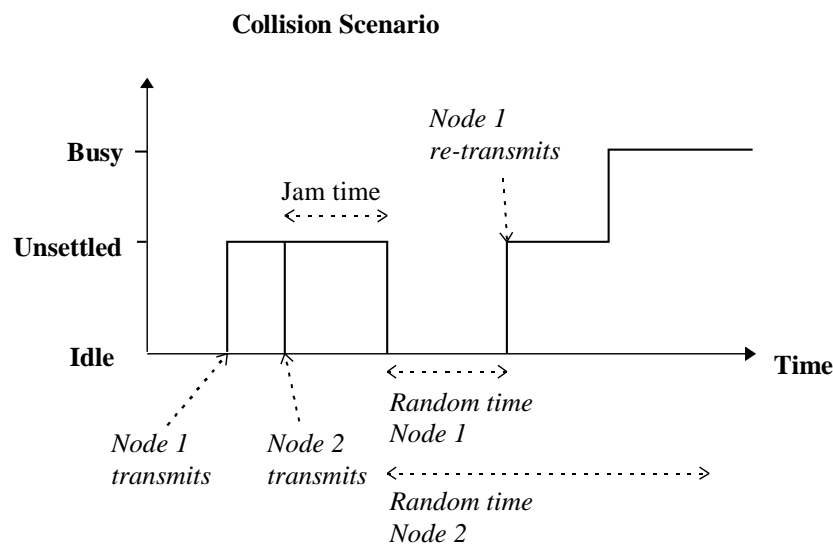 Collision Scenario
Node 1
re-transmits
Busy
Jam time
Unsettled
Idle
Time
Random time
Node 1
Node 1
transmits
Node 2
transmits
Random time
Node 2